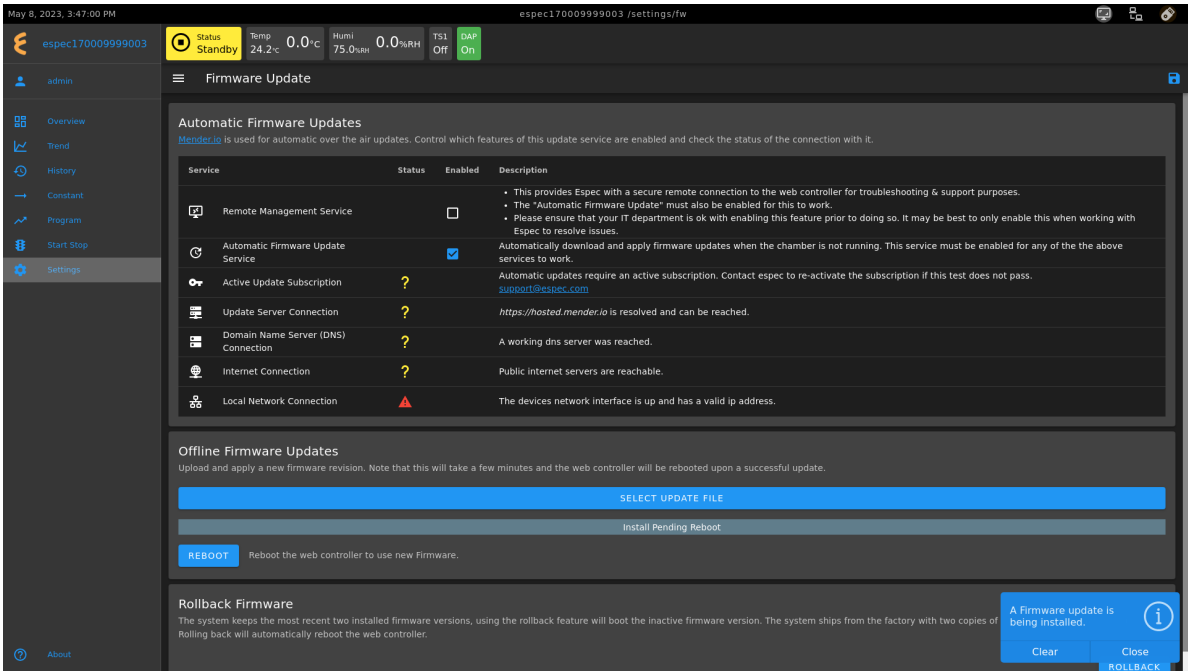 May 8, 2023, 3:47:00 PM
espec170009999003 /settings/fw
espec170009999003
Status
Standby
Temp
24.2°C 0.0°C
Humi
75.0%RH 0.0%RH
TS1
Off
DAP
On
admin
Firmware Update
Overview
Trend
History
Constant
Program
Start Stop
Settings
About
Automatic Firmware Updates
Mender.io is used for automatic over the air updates. Control which features of this update service are enabled and check the status of the connection with it.
Service Status Enabled Description
Remote Management Service
• This provides Espec with a secure remote connection to the web controller for troubleshooting & support purposes.
• The "Automatic Firmware Update" must also be enabled for this to work.
• Please ensure that your IT department is ok with enabling this feature prior to doing so. It may be best to only enable this when working with
Espec to resolve issues.
Automatic Firmware Update
Service
Automatically download and apply firmware updates when the chamber is not running. This service must be enabled for any of the the above
services to work.
Active Update Subscription
?
Automatic updates require an active subscription. Contact espec to re-activate the subscription if this test does not pass.
support@espec.com
Update Server Connection
?
https://hosted.mender.io is resolved and can be reached.
Domain Name Server (DNS)
Connection
?
A working dns server was reached.
Internet Connection
?
Public internet servers are reachable.
Local Network Connection
The devices network interface is up and has a valid ip address.
Offline Firmware Updates
Upload and apply a new firmware revision. Note that this will take a few minutes and the web controller will be rebooted upon a successful update.
SELECT UPDATE FILE
Install Pending Reboot
REBOOT
Reboot the web controller to use new Firmware.
Rollback Firmware
The system keeps the most recent two installed firmware versions, using the rollback feature will boot the inactive firmware version. The system ships from the factory with two copies of
Rolling back will automatically reboot the web controller.
A Firmware update is
being installed.
Clear
Close
ROLLBACK